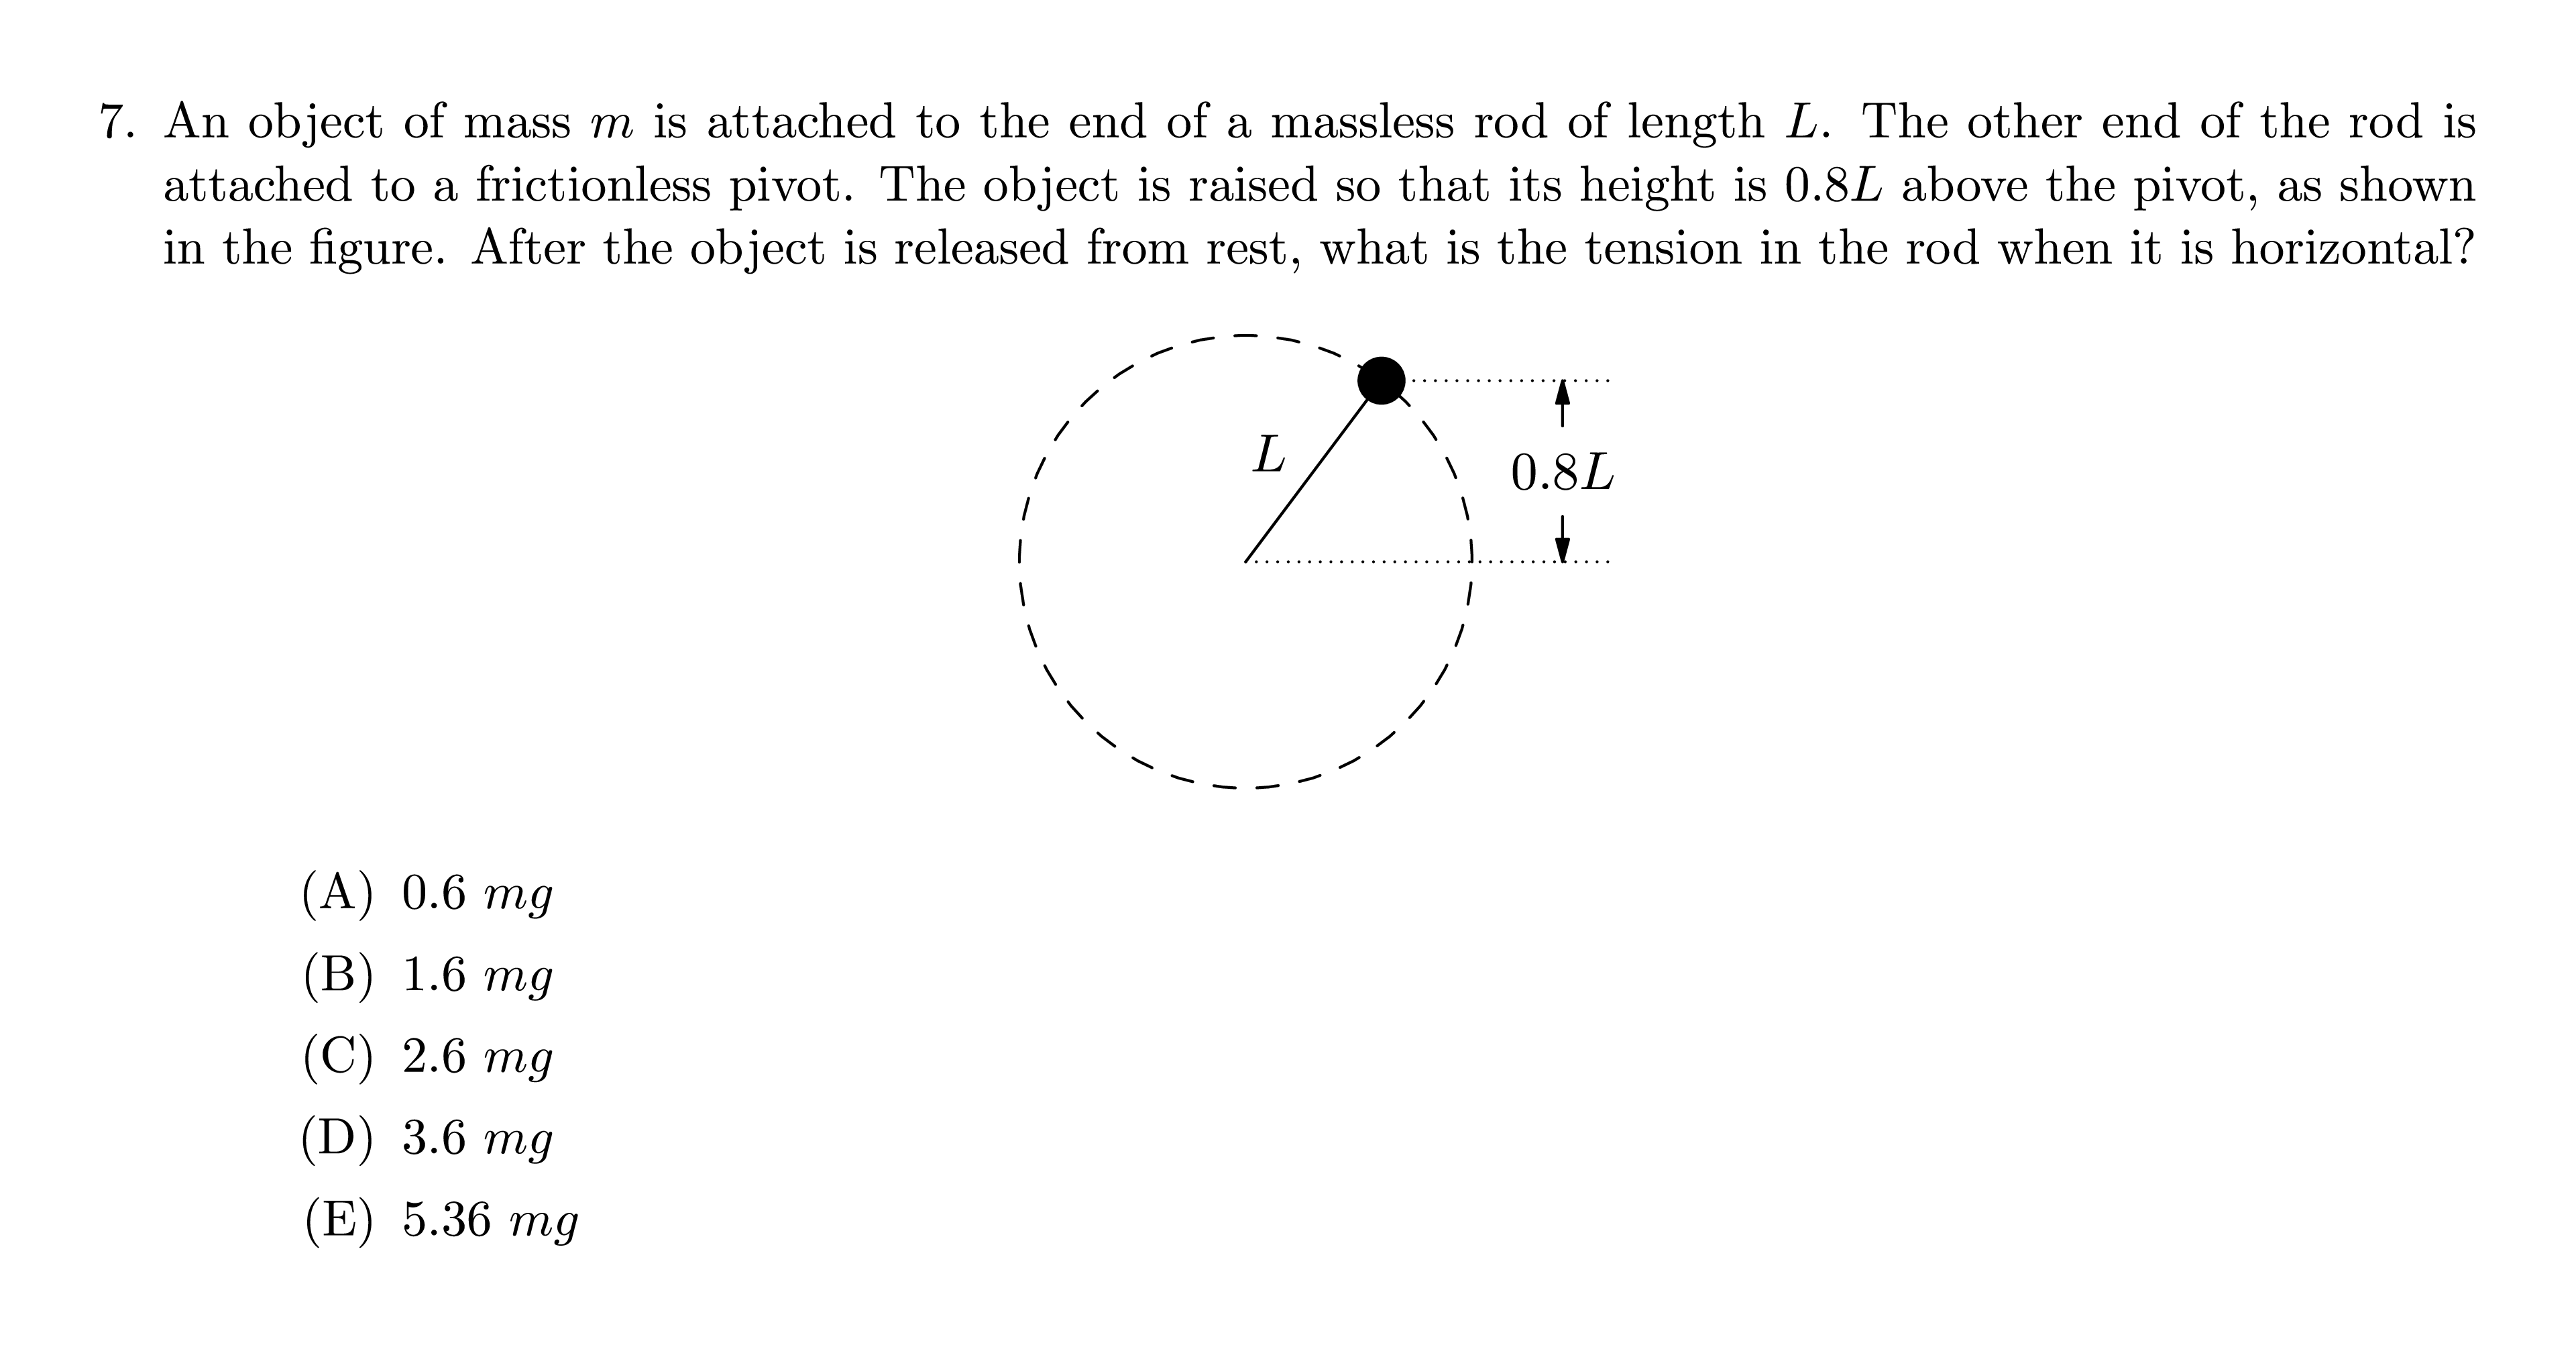 7. An object of mass m is attached to the end of a massless rod of length L. The other end of the rod is
attached to a frictionless pivot. The object is raised so that its height is 0.8L above the pivot, as shown
in the figure. After the object is released from rest, what is the tension in the rod when it is horizontal?
L
0.8L
(A) 0.6 mg
(B) 1.6 mg
(C) 2.6 mg
(D) 3.6 mg
(E) 5.36 mg